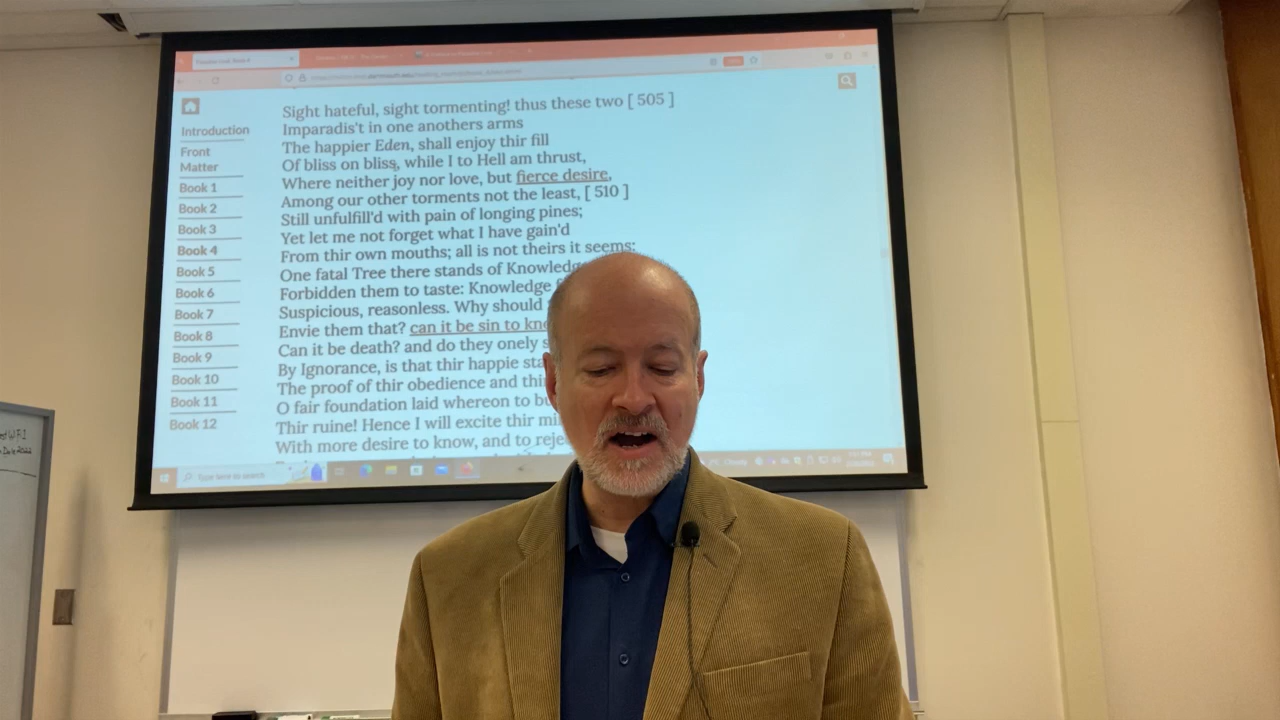 Introduction
Front
Matter
Book 1
Book 2
Book 3
Book 4
Book 5
Book 6
Book 7
Book 8
Book 9
Book 10
Book 11
Book 12
Sight hateful, sight tormenting! thus these two [ 505 ]
Imparadis't in one anothers arms
The happier Eden, shall enjoy thir fill
Of bliss on bliss, while I to Hell am thrust,
Where neither joy nor love, but fierce desire,
Among our other torments not the least, [ 510 ]
Still unfulfill'd with pain of longing pines;
Yet let me not forget what I have gain'd
From thir own mouths; all is not theirs it seems:
One fatal Tree there stands of Knowledg
Forbidden them to taste: Knowledge
Suspicious, reasonless. Why should
Envie them that? can it be sin to kno
Can it be death? and do they onely s
By Ignorance, is that thir happie sta
The proof of thir obedience and thi
O fair foundation laid whereon to bu
Thir ruine! Hence I will excite thir mi
With more desire to know, and to reje
Type here to search